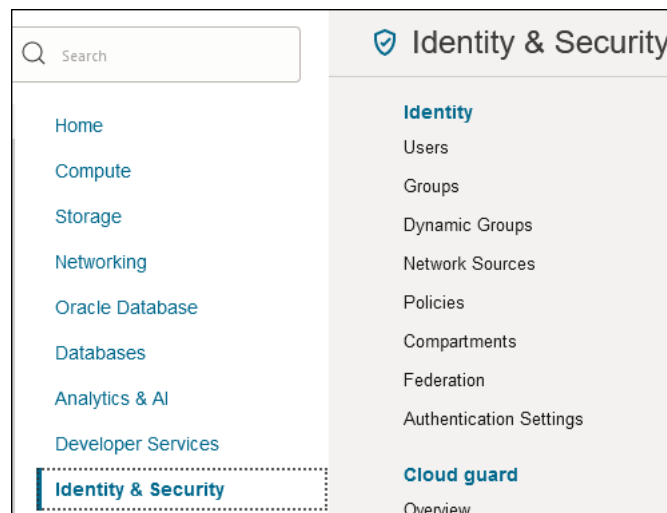 Search
Home
Compute
Storage
Networking
Oracle Database
Databases
Analytics & AI
Developer Services
Identity & Security
Identity & Security
Identity
Users
Groups
Dynamic Groups
Network Sources
Policies
Compartments
Federation
Authentication Settings
Cloud guard
Overview